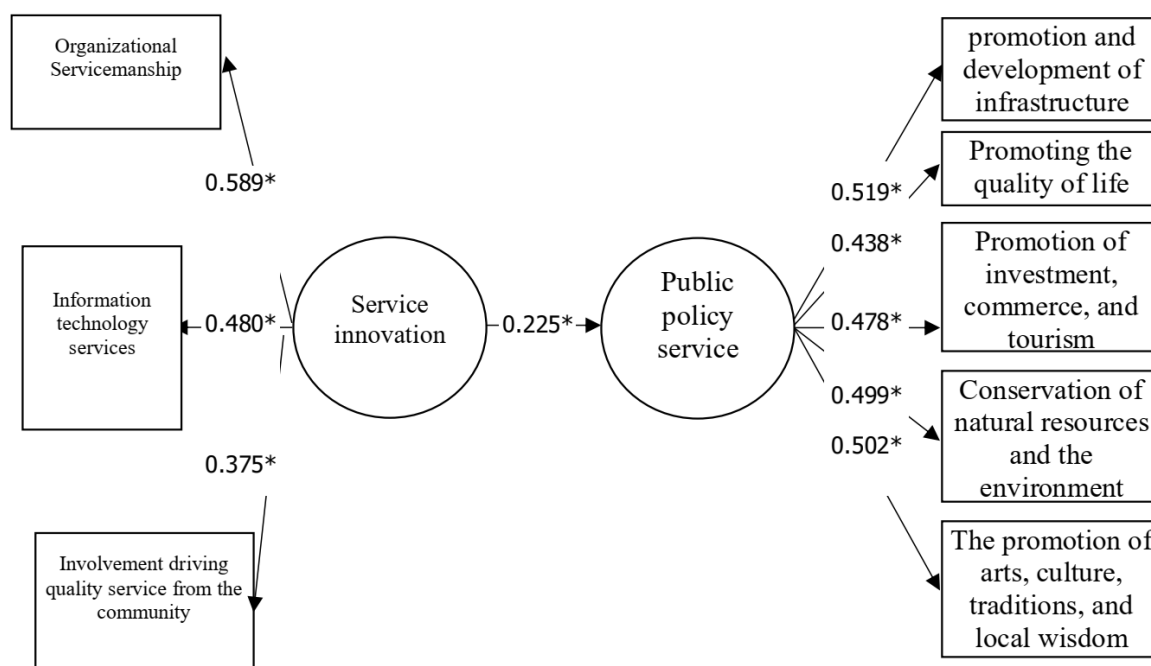 Organizational
Servicemanship
0.589*
Information
technology
services
0.480*
0.375*
Involvement driving
quality service from the
community
Service
innovation
0.225*
Public
policy
service
0.519*
0.438*
0.478*
0.499*
0.502*
promotion and
development of
infrastructure
Promoting the
quality of life
Promotion of
investment,
commerce, and
tourism
Conservation of
natural resources
and the
environment
The promotion of
arts, culture,
traditions, and
local wisdom